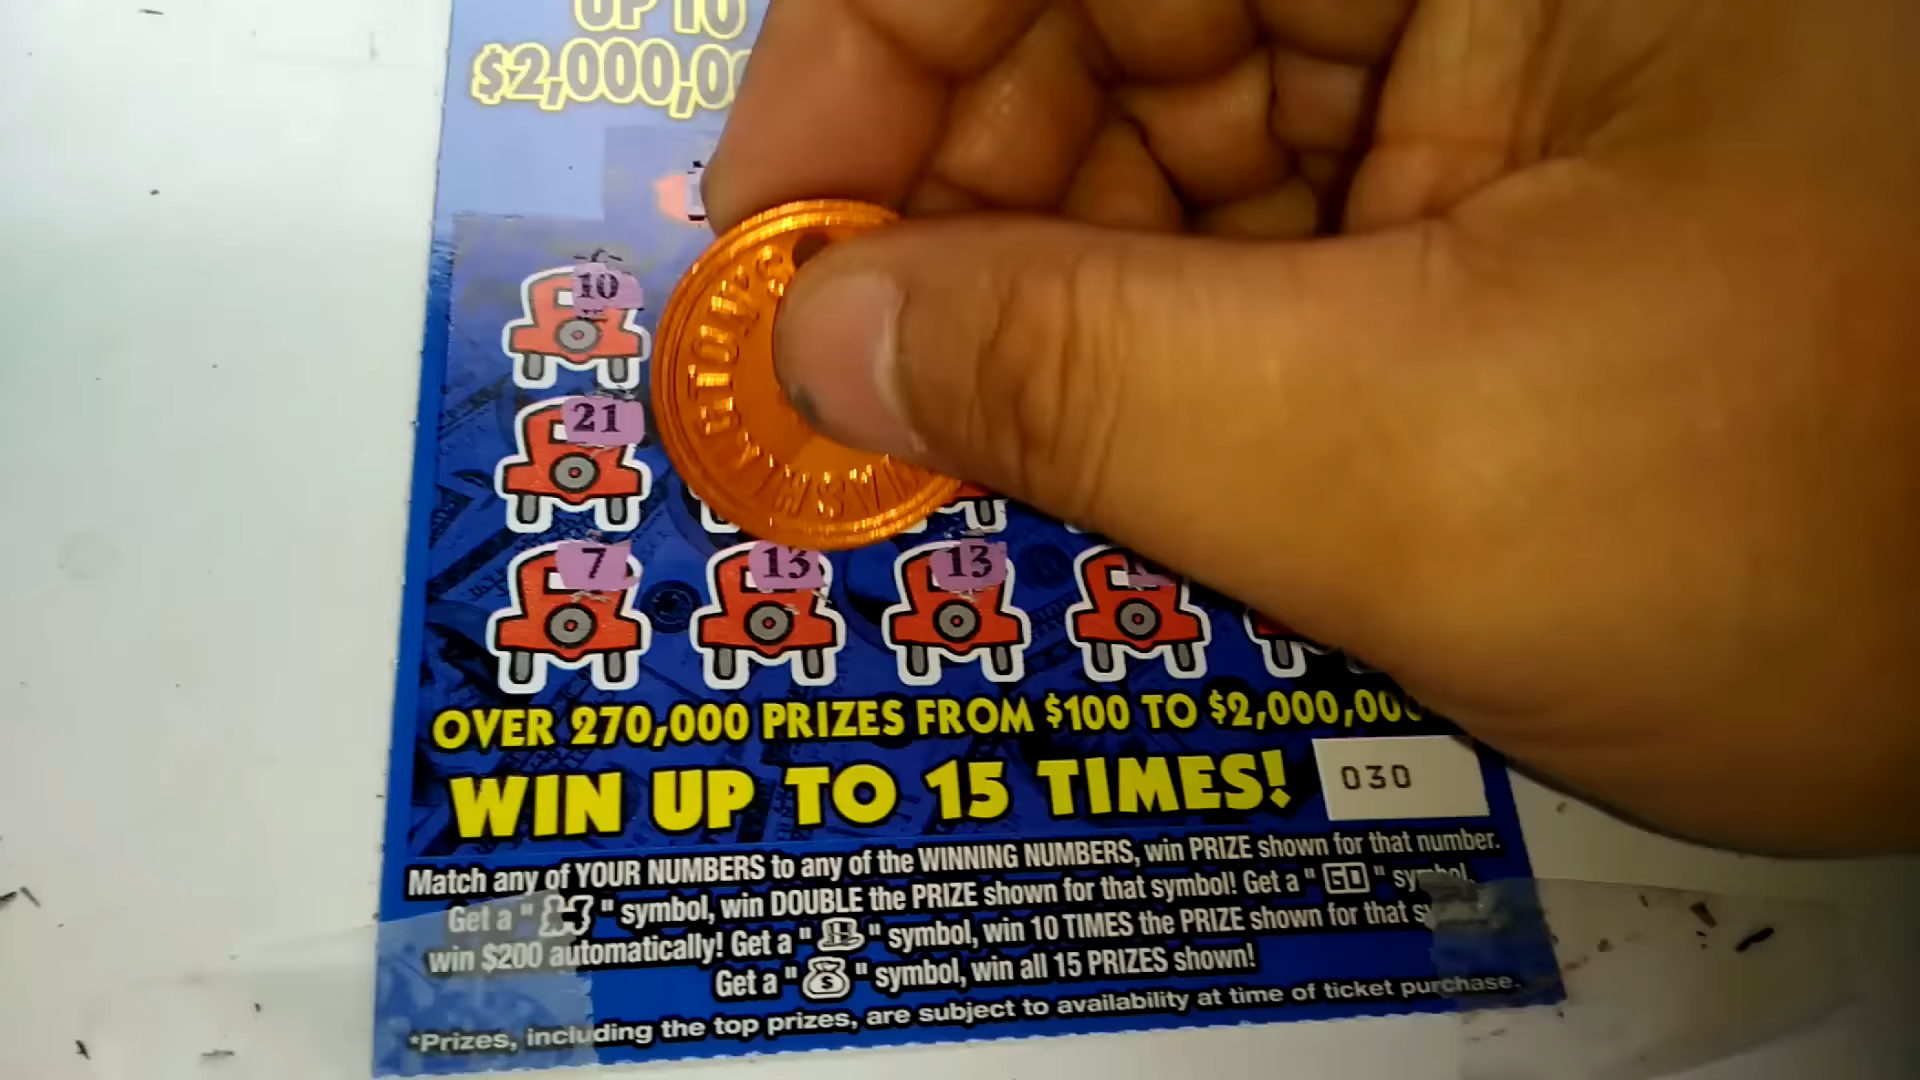 UP TO
$2,000,0
10
21
7 13 13
OVER 270,000 PRIZES FROM $100 TO $2,000,00
WIN UP TO 15 TIMES!
030
Match any of YOUR NUMBERS to any of the WINNING NUMBERS, win PRIZE shown for that number.
Get a " " symbol, win DOUBLE the PRIZE shown for that symbol! Get a " GO " symbol,
win $200 automatically! Get a " " symbol, win 10 TIMES the PRIZE shown for that sy
Get a " $ " symbol, win all 15 PRIZES shown!
*Prizes, including the top prizes, are subject to availability at time of ticket purchase.